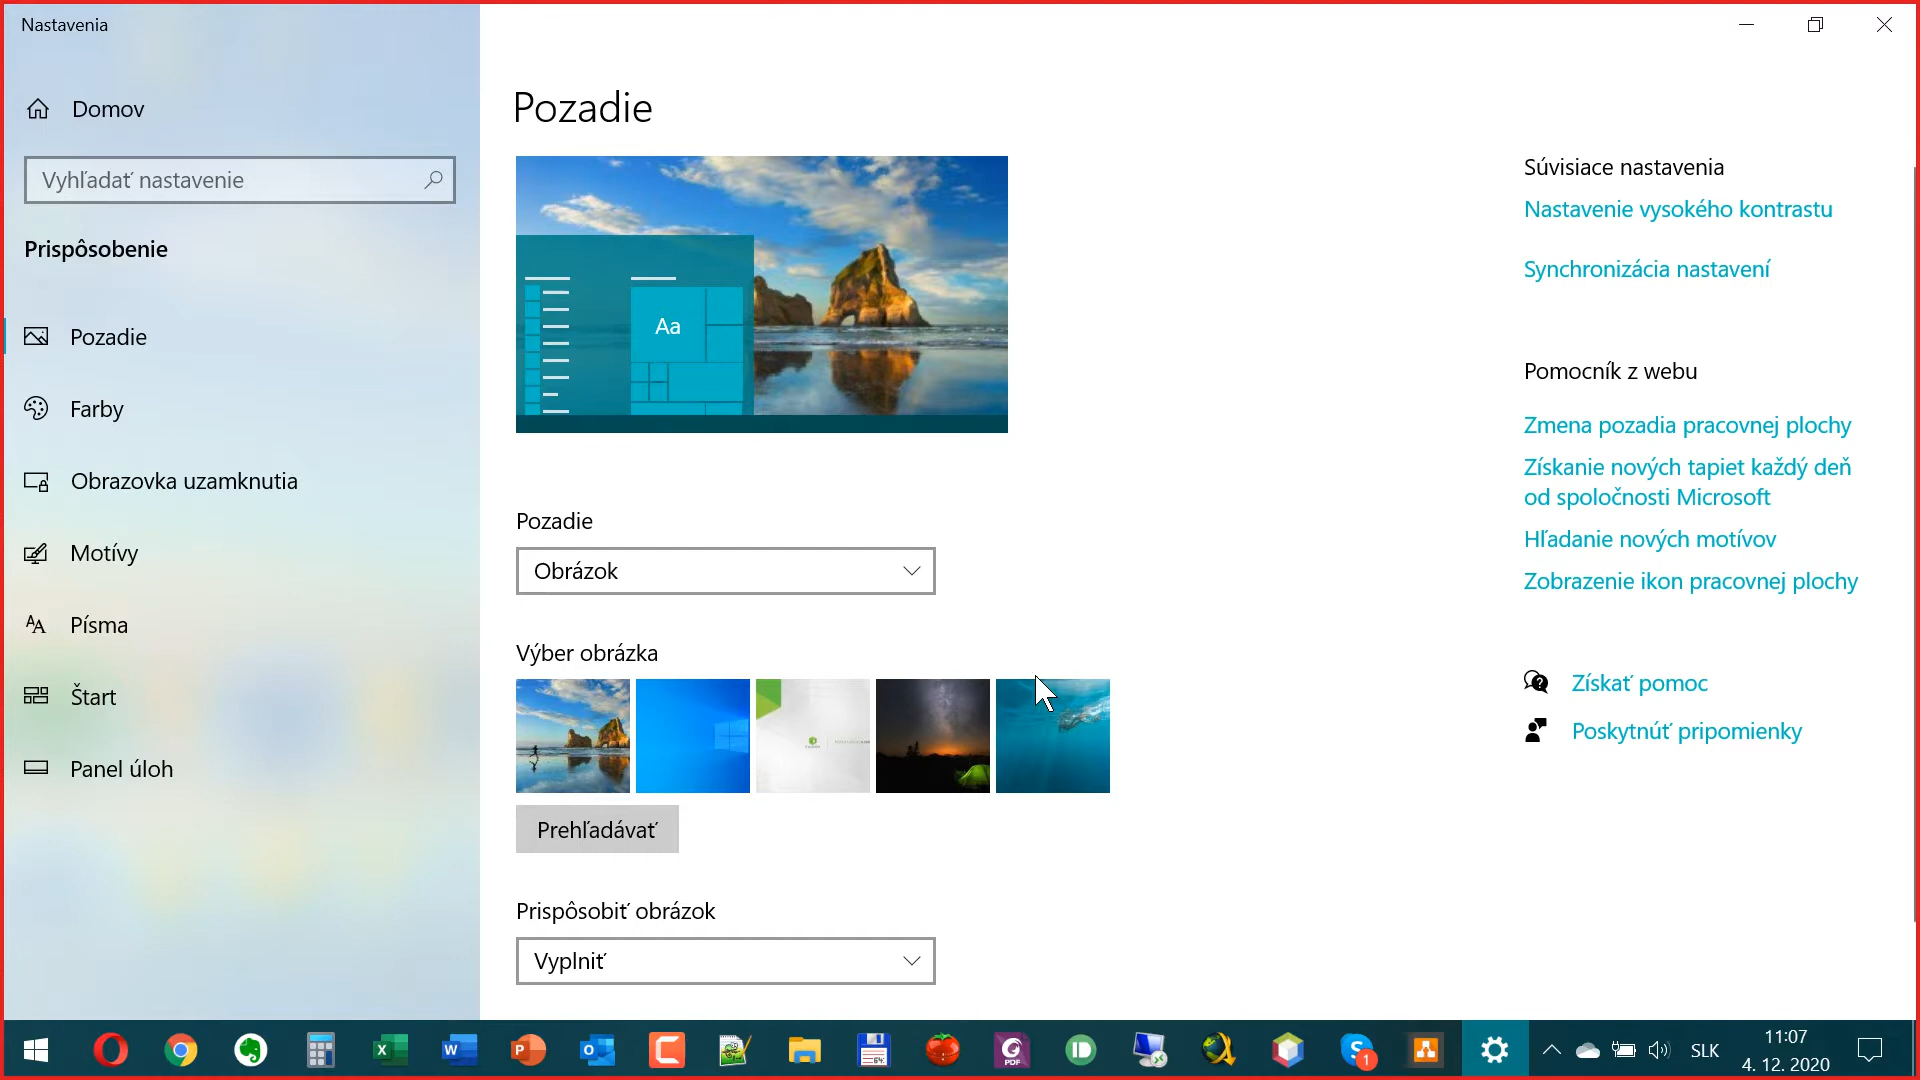 Nastavenia
Domov
Vyhľadať nastavenie
Prispôsobenie
Pozadie
Farby
Obrazovka uzamknutia
Motívy
Písma
Štart
Panel úloh
Pozadie
Aa
Pozadie
Obrázok
Výber obrázka
Prehľadávať
Prispôsobiť obrázok
Vyplniť
Súvisiace nastavenia
Nastavenie vysokého kontrastu
Synchronizácia nastavení
Pomocník z webu
Zmena pozadia pracovnej plochy
Získanie nových tapiet každý deň
od spoločnosti Microsoft
Hľadanie nových motívov
Zobrazenie ikon pracovnej plochy
Získať pomoc
Poskytnúť pripomienky
SLK
11:07
4. 12. 2020